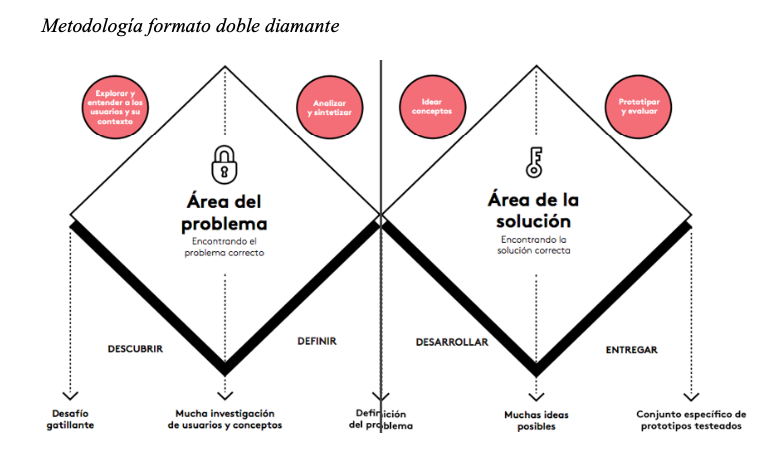 Metodología formato doble diamante
Explorar y
entender a los
usuarios y su
contexto
Analizar
y sintetizar
Idear
conceptos
Prototipar
y evaluar
Área del
problema
Encontrando el
problema correcto
Área de la
solución
Encontrando la
solución correcta
DESCUBRIR
DEFINIR
DESARROLLAR
ENTREGAR
Desafío
gatillante
Mucha investigación
de usuarios y conceptos
Definición
del problema
Muchas ideas
posibles
Conjunto específico de
prototipos testeados